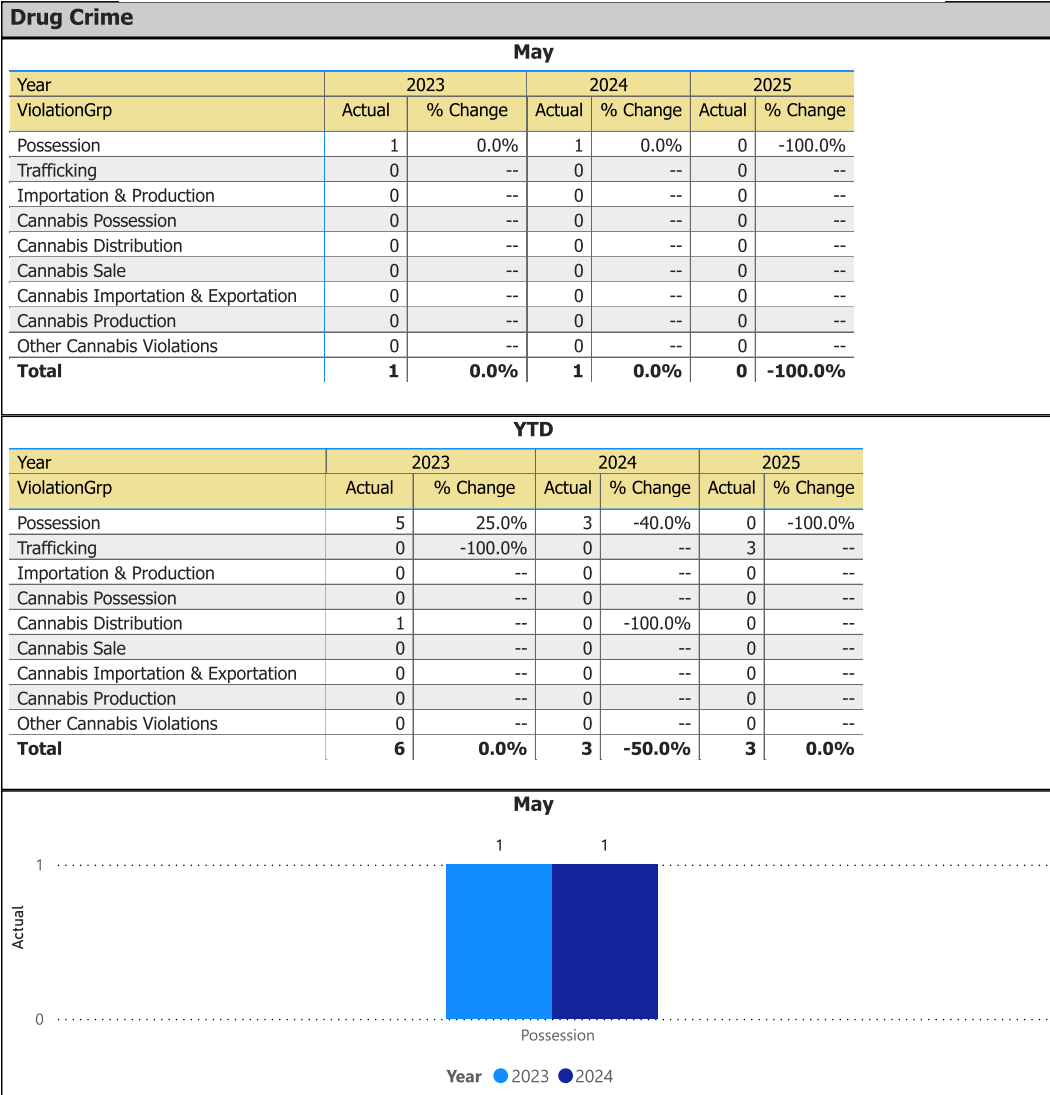 Drug Crime
May
Year 2023 2024 2025
ViolationGrp Actual % Change Actual % Change Actual % Change
Possession 1 0.0% 1 0.0% 0 -100.0%
Trafficking 0 -- 0 -- 0 --
Importation & Production 0 -- 0 -- 0 --
Cannabis Possession 0 -- 0 -- 0 --
Cannabis Distribution 0 -- 0 -- 0 --
Cannabis Sale 0 -- 0 -- 0 --
Cannabis Importation & Exportation 0 -- 0 -- 0 --
Cannabis Production 0 -- 0 -- 0 --
Other Cannabis Violations 0 -- 0 -- 0 --
Total 1 0.0% 1 0.0% 0 -100.0%
YTD
Year 2023 2024 2025
ViolationGrp Actual % Change Actual % Change Actual % Change
Possession 5 25.0% 3 -40.0% 0 -100.0%
Trafficking 0 -100.0% 0 -- 3 --
Importation & Production 0 -- 0 -- 0 --
Cannabis Possession 0 -- 0 -- 0 --
Cannabis Distribution 1 -- 0 -100.0% 0 --
Cannabis Sale 0 -- 0 -- 0 --
Cannabis Importation & Exportation 0 -- 0 -- 0 --
Cannabis Production 0 -- 0 -- 0 --
Other Cannabis Violations 0 -- 0 -- 0 --
Total 6 0.0% 3 -50.0% 3 0.0%
May
1 1
1
Actual
0
Possession
Year 2023 2024